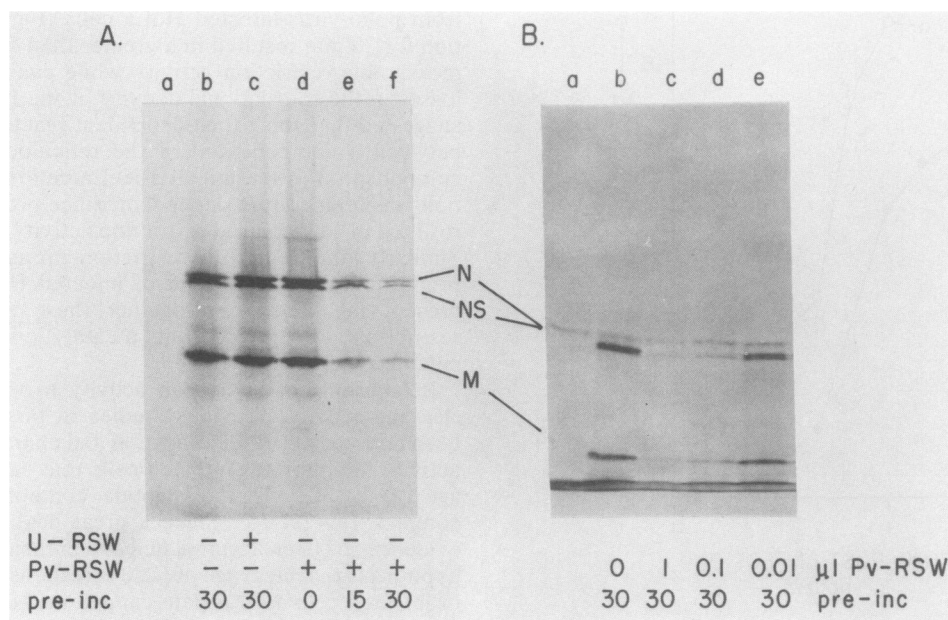 A. B.
a b c d e f a b c d e
N
NS
M
U-RSW – + – – –
Pv-RSW – – + + + 0 1 0.1 0.01 µl Pv-RSW
pre-inc 30 30 0 15 30 30 30 30 30 pre-inc